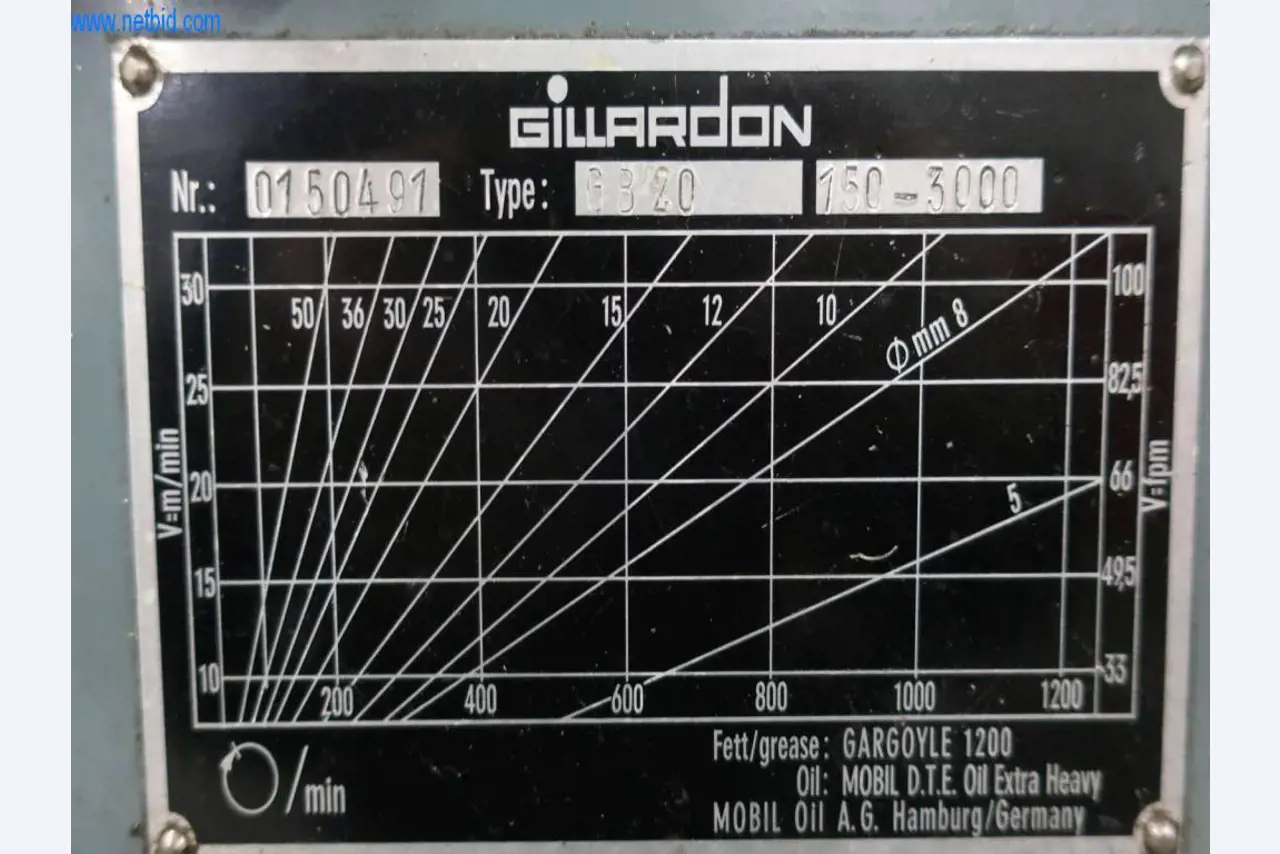 www.netbid.com
GILLARDON
Nr.: 0150491 Type: GB20 150-3000
30 50 36 30 25 20 15 12 10 Φ mm 8 100
25 82,5
V=m/min 20 5 66 V=fpm
15 49,5
10 33
200 400 600 800 1000 1200
/min
Fett/grease: GARGOYLE 1200
Oil: MOBIL D.T.E. Oil Extra Heavy
MOBIL Oil A.G. Hamburg/Germany